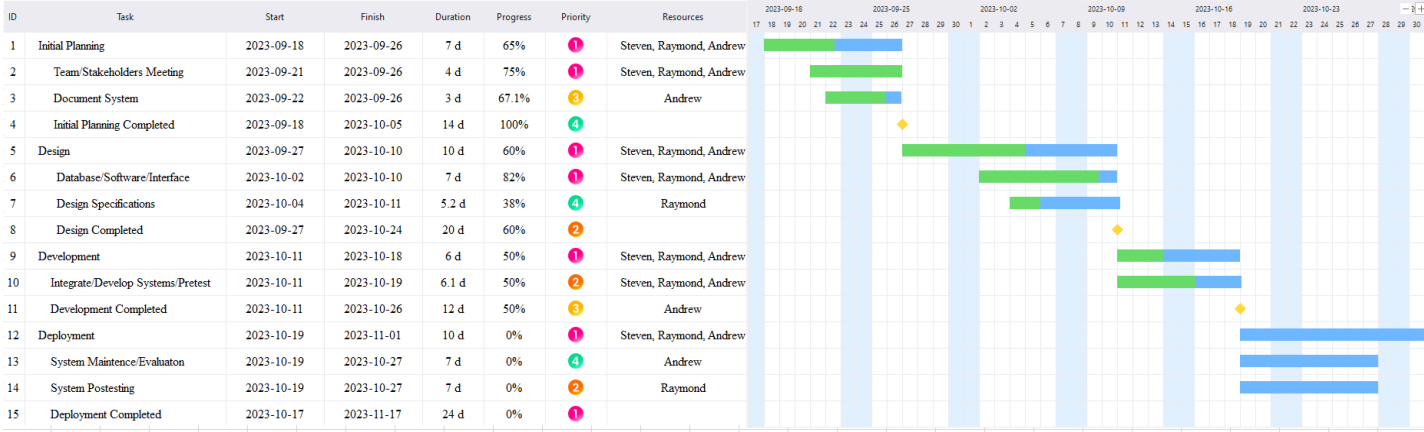 2023-09-18 2023-09-25 2023-10-02 2023-10-09 2023-10-16 2023-10-23
ID Task Start Finish Duration Progress Priority Resources
17 18 19 20 21 22 23 24 25 26 27 28 29 30 1 2 3 4 5 6 7 8 9 10 11 12 13 14 15 16 17 18 19 20 21 22 23 24 25 26 27 28 29 30
1 Initial Planning 2023-09-18 2023-09-26 7 d 65% 1 Steven, Raymond, Andrew
2 Team/Stakeholders Meeting 2023-09-21 2023-09-26 4 d 75% 1 Steven, Raymond, Andrew
3 Document System 2023-09-22 2023-09-26 3 d 67.1% 3 Andrew
4 Initial Planning Completed 2023-09-18 2023-10-05 14 d 100% 4
5 Design 2023-09-27 2023-10-10 10 d 60% 1 Steven, Raymond, Andrew
6 Database/Software/Interface 2023-10-02 2023-10-10 7 d 82% 1 Steven, Raymond, Andrew
7 Design Specifications 2023-10-04 2023-10-11 5.2 d 38% 4 Raymond
8 Design Completed 2023-09-27 2023-10-24 20 d 60% 2
9 Development 2023-10-11 2023-10-18 6 d 50% 1 Steven, Raymond, Andrew
10 Integrate/Develop Systems/Pretest 2023-10-11 2023-10-19 6.1 d 50% 2 Steven, Raymond, Andrew
11 Development Completed 2023-10-11 2023-10-26 12 d 50% 3 Andrew
12 Deployment 2023-10-19 2023-11-01 10 d 0% 1 Steven, Raymond, Andrew
13 System Maintence/Evaluaton 2023-10-19 2023-10-27 7 d 0% 4 Andrew
14 System Postesting 2023-10-19 2023-10-27 7 d 0% 2 Raymond
15 Deployment Completed 2023-10-17 2023-11-17 24 d 0% 1